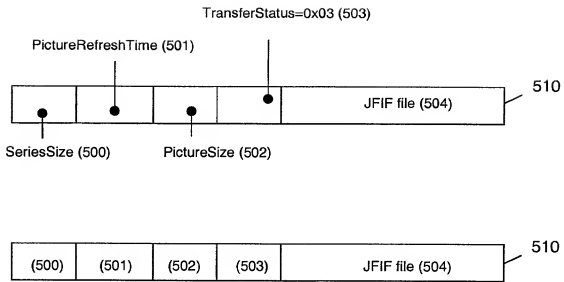 TransferStatus=0x03 (503)
PictureRefreshTime (501)
510
JFIF file (504)
SeriesSize (500)
PictureSize (502)
510
(500) (501) (502) (503) JFIF file (504)